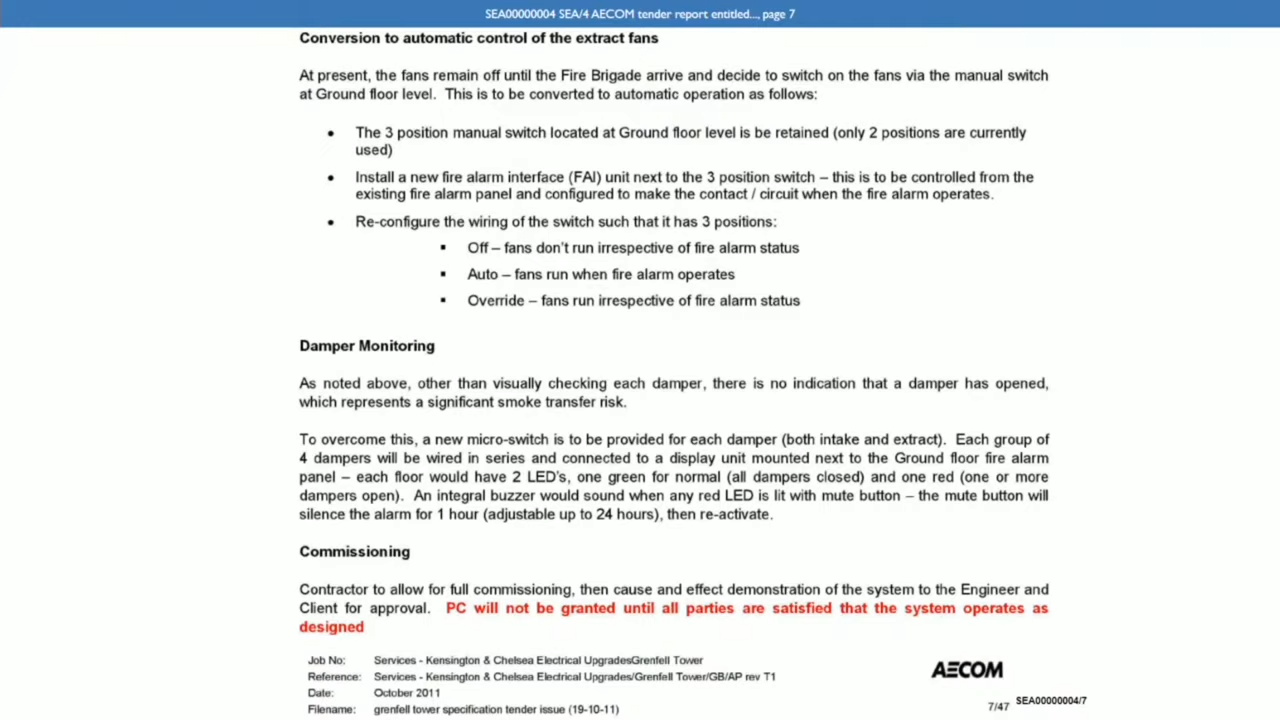 SEA00000004 SEA/4 AECOM tender report entitled..., page 7
Conversion to automatic control of the extract fans
At present, the fans remain off until the Fire Brigade arrive and decide to switch on the fans via the manual switch
at Ground floor level. This is to be converted to automatic operation as follows:
• The 3 position manual switch located at Ground floor level is be retained (only 2 positions are currently
used)
• Install a new fire alarm interface (FAI) unit next to the 3 position switch – this is to be controlled from the
existing fire alarm panel and configured to make the contact / circuit when the fire alarm operates.
• Re-configure the wiring of the switch such that it has 3 positions:
▪ Off – fans don't run irrespective of fire alarm status
▪ Auto – fans run when fire alarm operates
▪ Override – fans run irrespective of fire alarm status
Damper Monitoring
As noted above, other than visually checking each damper, there is no indication that a damper has opened,
which represents a significant smoke transfer risk.
To overcome this, a new micro-switch is to be provided for each damper (both intake and extract). Each group of
4 dampers will be wired in series and connected to a display unit mounted next to the Ground floor fire alarm
panel – each floor would have 2 LED's, one green for normal (all dampers closed) and one red (one or more
dampers open). An integral buzzer would sound when any red LED is lit with mute button – the mute button will
silence the alarm for 1 hour (adjustable up to 24 hours), then re-activate.
Commissioning
Contractor to allow for full commissioning, then cause and effect demonstration of the system to the Engineer and
Client for approval. PC will not be granted until all parties are satisfied that the system operates as
designed
Job No: Services - Kensington & Chelsea Electrical UpgradesGrenfell Tower
Reference: Services - Kensington & Chelsea Electrical Upgrades/Grenfell Tower/GB/AP rev T1
Date: October 2011
Filename: grenfell tower specification tender issue (19-10-11)
AECOM
7/47 SEA00000004/7